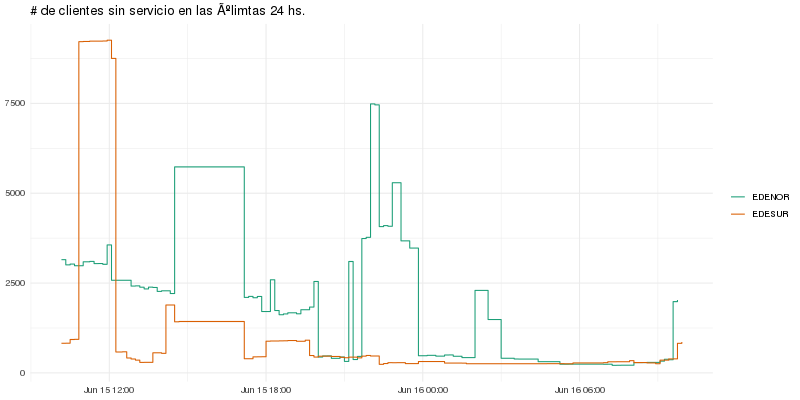 # de clientes sin servicio en las Ãºlimtas 24 hs.
7500
5000
2500
0
Jun 15 12:00
Jun 15 18:00
Jun 16 00:00
Jun 16 06:00
EDENOR
EDESUR